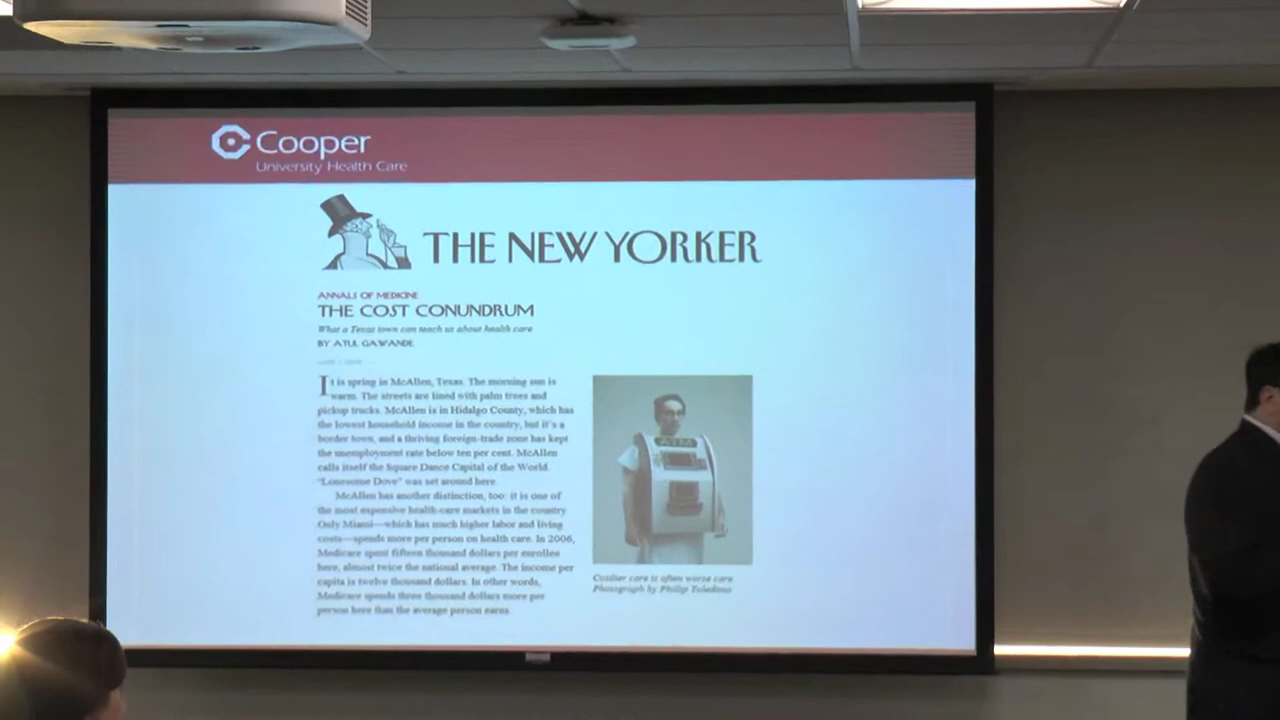 Cooper
University Health Care
THE NEW YORKER
ANNALS OF MEDICINE
THE COST CONUNDRUM
What a Texas town can teach us about health care
BY ATUL GAWANDE
It is spring in McAllen, Texas. The morning sun is
warm. The streets are lined with palm trees and
pickup trucks. McAllen is in Hidalgo County, which has
the lowest household income in the country, but it's a
border town, and a thriving foreign-trade zone has kept
the unemployment rate below ten per cent. McAllen
calls itself the Square Dance Capital of the World.
"Lonesome Dove" was set around here.
McAllen has another distinction, too: it is one of
the most expensive health-care markets in the country.
Only Miami—which has much higher labor and living
costs—spends more per person on health care. In 2006,
Medicare spent fifteen thousand dollars per enrollee
here, almost twice the national average. The income per
capita is twelve thousand dollars. In other words,
Medicare spends three thousand dollars more per
person here than the average person earns.
ATM
Costlier care is often worse care.
Photograph by Phillip Toledano